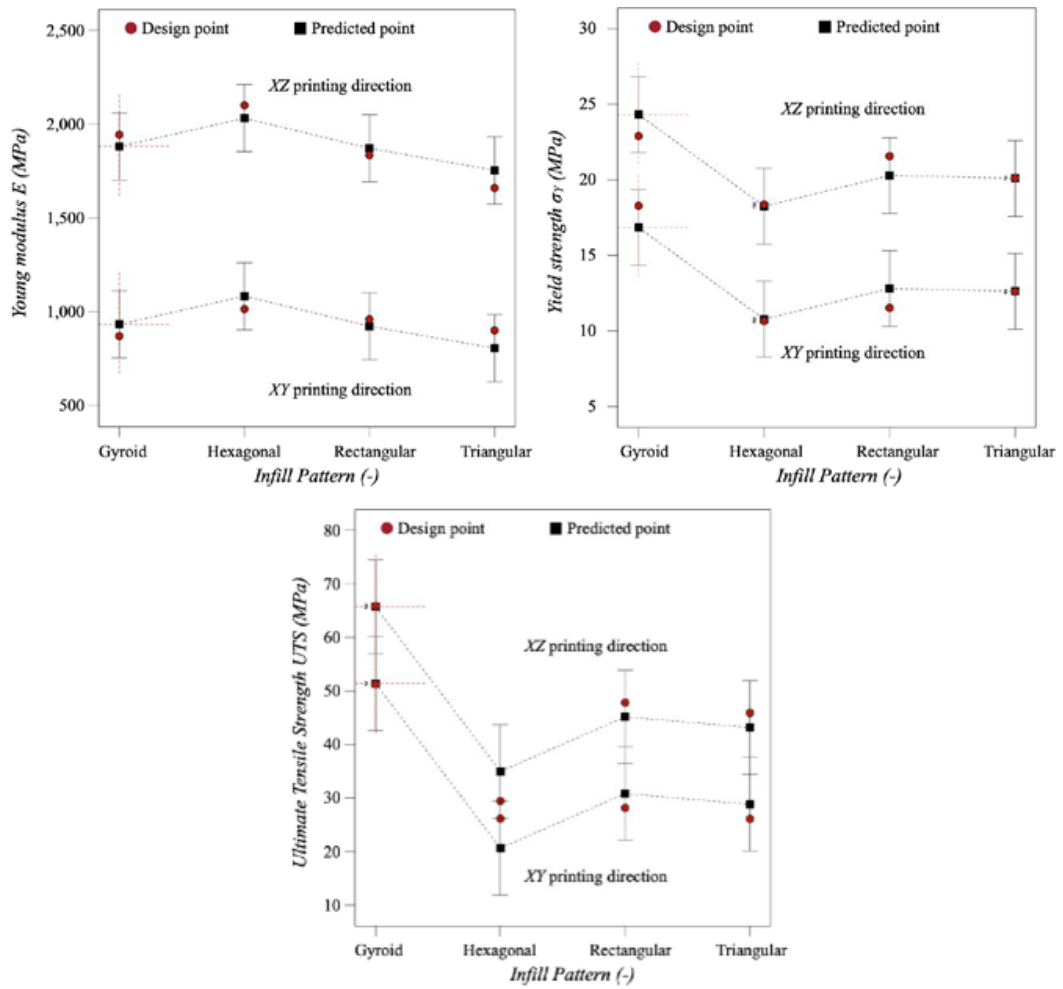 Design point Predicted point
2,500
XZ printing direction
2,000
Young modulus E (MPa)
1,500
1,000
XY printing direction
500
Gyroid Hexagonal Rectangular Triangular
Infill Pattern (-)
Design point Predicted point
30
XZ printing direction
25
20
Yield strength σY (MPa)
15
10
XY printing direction
5
Gyroid Hexagonal Rectangular Triangular
Infill Pattern (-)
Design point Predicted point
80
70
60
XZ printing direction
50
Ultimate Tensile Strength UTS (MPa)
40
30
20
XY printing direction
10
Gyroid Hexagonal Rectangular Triangular
Infill Pattern (-)